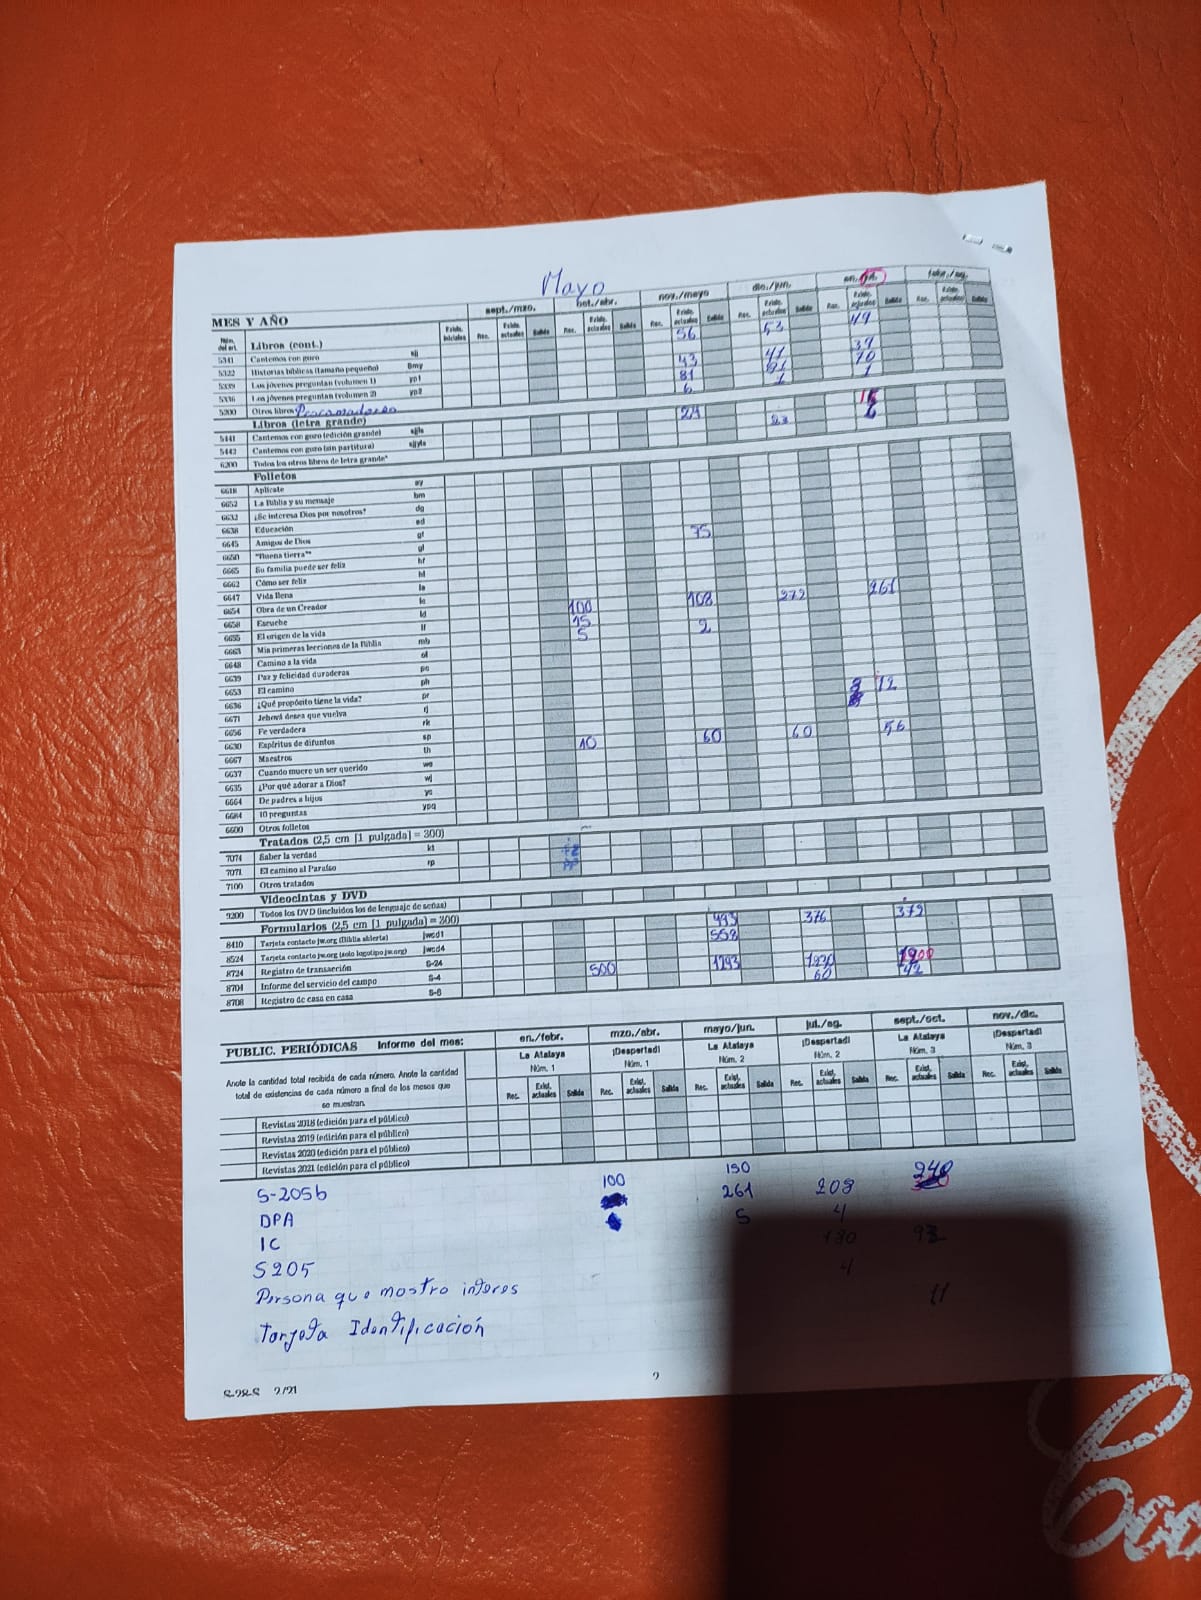 Mayo
MES Y AÑO sept./mzo. oct./abr. nov./mayo dic./jun. en./jul. febr./ag.
Núm. del art. Libros (cont.) Exist. iniciales Rec. Exist. actuales Salida Rec. Exist. actuales Salida Rec. Exist. actuales Salida Rec. Exist. actuales Salida Rec. Exist. actuales Salida Rec. Exist. actuales Salida
5341 Cantemos con gozo sjj 56 53 49
5322 Historias bíblicas (tamaño pequeño) Bmy 43 41 39
5339 Los jóvenes preguntan (volumen 1) yp1 81 81 70
5336 Los jóvenes preguntan (volumen 2) yp2 6 1 1
5200 Otros libros
Libros (letra grande) 24 23
5441 Cantemos con gozo (edición grande) sjjls
5442 Cantemos con gozo (sin partitura) sjjyls
6200 Todos los otros libros de letra grande*
Folletos
6618 Aplícate ay
6652 La Biblia y su mensaje bm
6632 ¿Se interesa Dios por nosotros? dg
6638 Educación ed
6645 Amigos de Dios gf 75
6650 "Buena tierra" gl
6665 Su familia puede ser feliz hf
6662 Cómo ser feliz hl
6647 Vida llena la
6654 Obra de un Creador lc 100 108 272 261
6658 Escuche ld 15
6655 El origen de la vida lf 5 2
6663 Mis primeras lecciones de la Biblia mb
6648 Camino a la vida ol
6639 Paz y felicidad duraderas pc
6653 El camino ph
6636 ¿Qué propósito tiene la vida? pr 12
6671 Jehová desea que vuelva rj
6656 Fe verdadera rk
6630 Espíritus de difuntos sp 10 60 60 56
6667 Maestros th
6637 Cuando muere un ser querido we
6635 ¿Por qué adorar a Dios? wj
6664 De padres a hijos yc
6684 10 preguntas ypq
6600 Otros folletos
Tratados (2,5 cm [1 pulgada] = 300)
7074 Saber la verdad kt
7071 El camino al Paraíso rp
7100 Otros tratados
Videocintas y DVD
9200 Todos los DVD (incluidos los de lenguaje de señas)
Formularios (2,5 cm [1 pulgada] = 300) 493 376 379
8410 Tarjeta contacto jw.org (Biblia abierta) jwcd1 558
8524 Tarjeta contacto jw.org (solo logotipo jw.org) jwcd4
8724 Registro de transacción S-24 500 1293 1230 1200
8704 Informe del servicio del campo S-4 60 42
8708 Registro de casa en casa S-8
PUBLIC. PERIÓDICAS Informe del mes: en./febr. mzo./abr. mayo/jun. jul./ag. sept./oct. nov./dic.
La Atalaya Núm. 1 ¡Despertad! Núm. 1 La Atalaya Núm. 2 ¡Despertad! Núm. 2 La Atalaya Núm. 3 ¡Despertad! Núm. 3
Anote la cantidad total recibida de cada número. Anote la cantidad
total de existencias de cada número a final de los meses que
se muestran.
Rec. Exist. actuales Salida Rec. Exist. actuales Salida Rec. Exist. actuales Salida Rec. Exist. actuales Salida Rec. Exist. actuales Salida Rec. Exist. actuales Salida
Revistas 2018 (edición para el público)
Revistas 2019 (edición para el público)
Revistas 2020 (edición para el público)
Revistas 2021 (edición para el público)
S-205b 100 150 240
DPA 261 208
IC 5 4
S205 130 93
Persona que mostro interes 4
Tarjeta Identificación 11
S-28-S 2/21 2